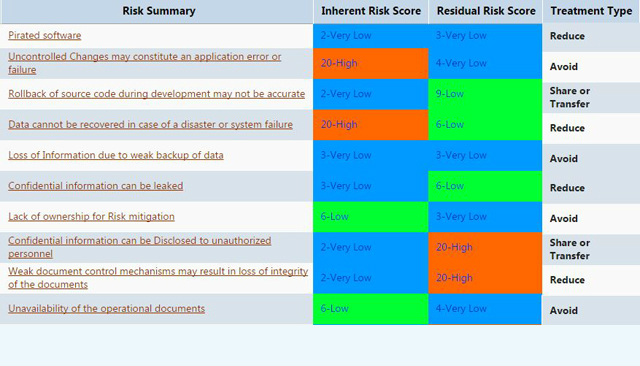 Risk Summary Inherent Risk Score Residual Risk Score Treatment Type
Pirated software 2-Very Low 3-Very Low Reduce
Uncontrolled Changes may constitute an application error or
failure 20-High 4-Very Low Avoid
Rollback of source code during development may not be accurate 2-Very Low 9-Low Share or
Transfer
Data cannot be recovered in case of a disaster or system failure 20-High 6-Low Reduce
Loss of Information due to weak backup of data 3-Very Low 3-Very Low Avoid
Confidential information can be leaked 3-Very Low 6-Low Reduce
Lack of ownership for Risk mitigation 6-Low 3-Very Low Avoid
Confidential information can be Disclosed to unauthorized
personnel 2-Very Low 20-High Share or
Transfer
Weak document control mechanisms may result in loss of integrity
of the documents 2-Very Low 20-High Reduce
Unavailability of the operational documents 6-Low 4-Very Low Avoid